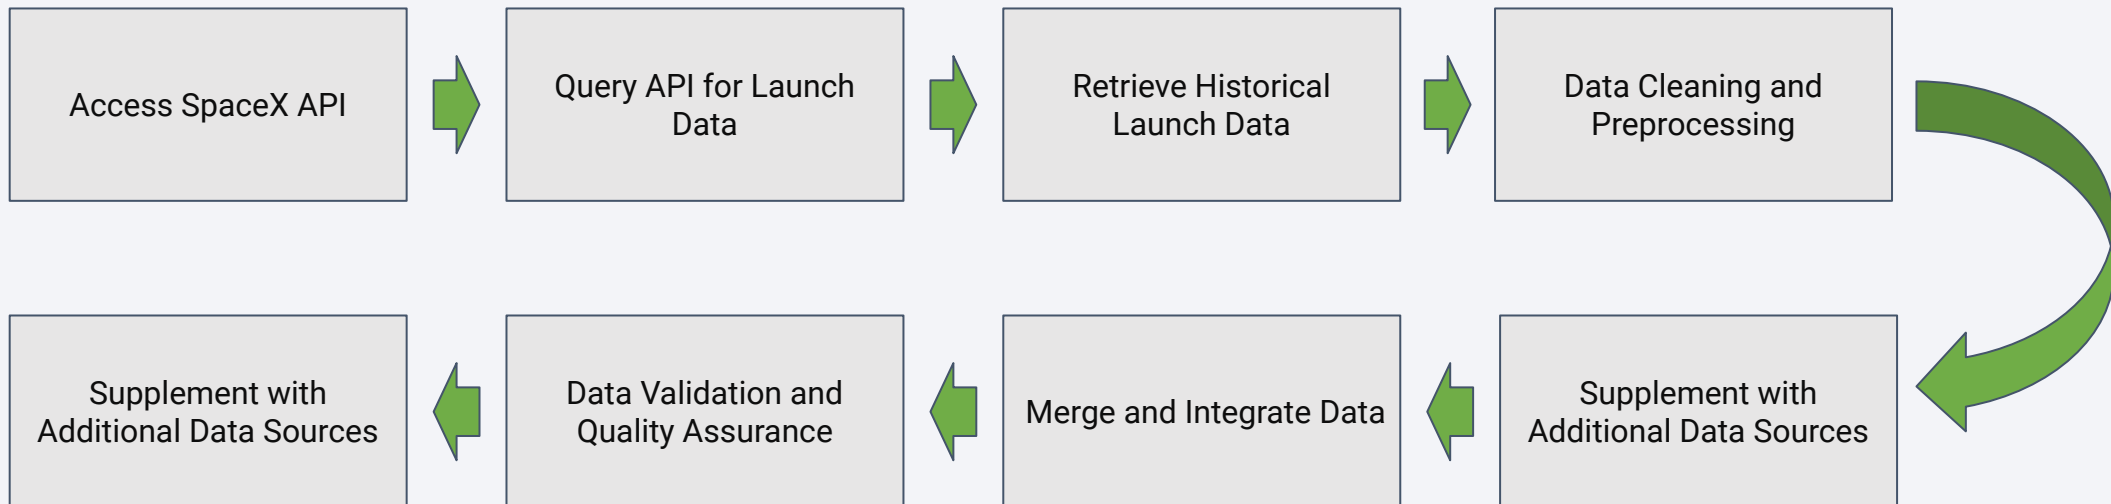 Access SpaceX API
Query API for Launch
Data
Retrieve Historical
Launch Data
Data Cleaning and
Preprocessing
Supplement with
Additional Data Sources
Data Validation and
Quality Assurance
Merge and Integrate Data
Supplement with
Additional Data Sources